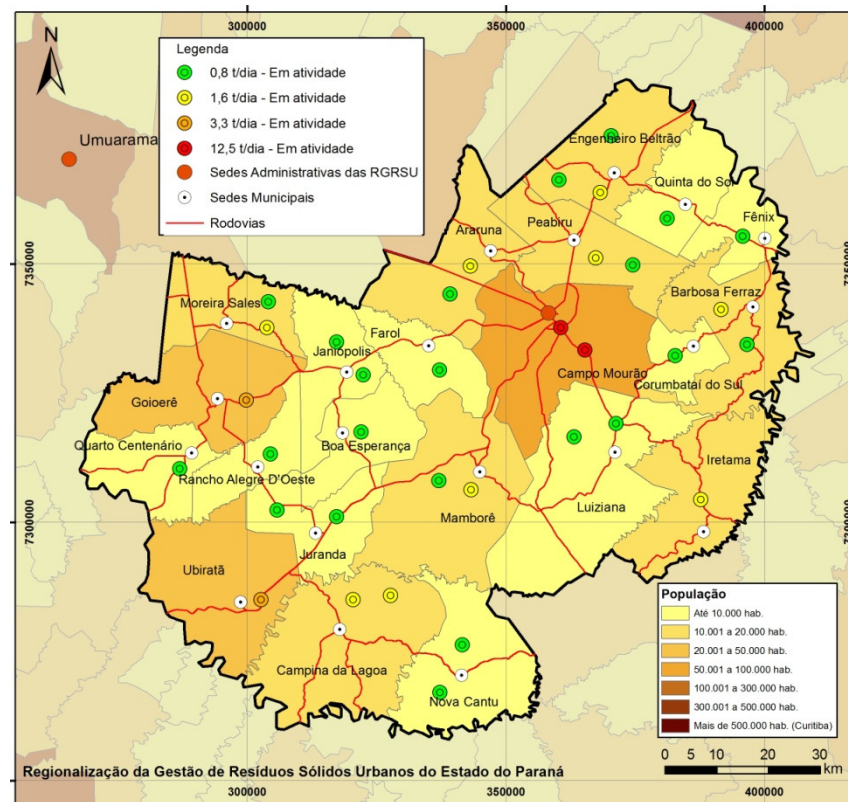 300000
350000
400000
N
Legenda
0,8 t/dia - Em atividade
1,6 t/dia - Em atividade
3,3 t/dia - Em atividade
12,5 t/dia - Em atividade
Sedes Administrativas das RGRSU
Sedes Municipais
Rodovias
Umuarama
Engenheiro Beltrão
Quinta do Sol
Fênix
Peabiru
Araruna
7350000
7350000
Barbosa Ferraz
Moreira Sales
Farol
Janiópolis
Campo Mourão
Corumbataí do Sul
Goioerê
Quarto Centenário
Boa Esperança
Rancho Alegre D'Oeste
Iretama
Luiziana
Mamborê
7300000
7300000
Juranda
Ubiratã
Campina da Lagoa
Nova Cantu
População
Até 10.000 hab.
10.001 a 20.000 hab.
20.001 a 50.000 hab.
50.001 a 100.000 hab.
100.001 a 300.000 hab.
300.001 a 500.000 hab.
Mais de 500.000 hab. (Curitiba)
0 5 10 20 30
km
Regionalização da Gestão de Resíduos Sólidos Urbanos do Estado do Paraná
300000
350000
400000